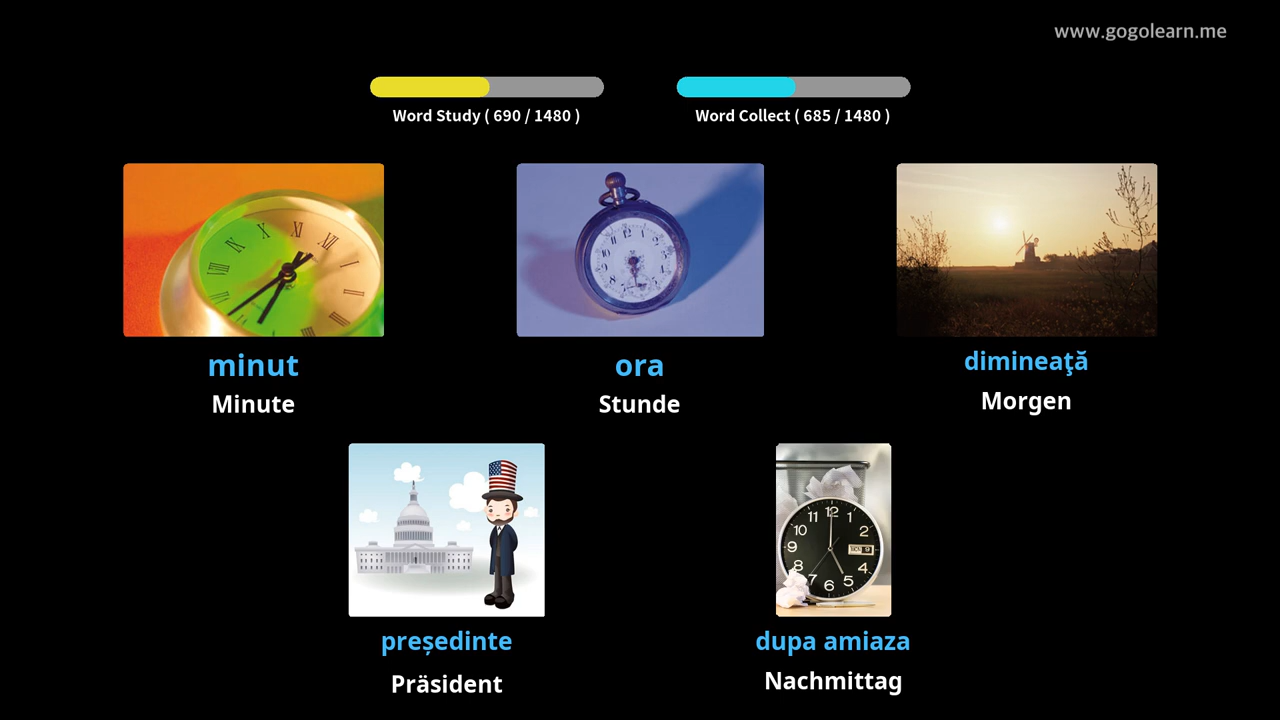 www.gogolearn.me
Word Study ( 690 / 1480 )
Word Collect ( 685 / 1480 )
minut
Minute
ora
Stunde
dimineaţă
Morgen
președinte
Präsident
dupa amiaza
Nachmittag